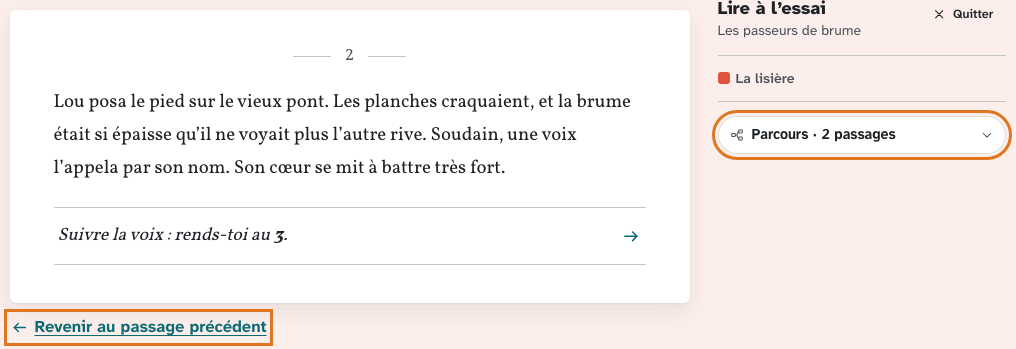 2
Lou posa le pied sur le vieux pont. Les planches craquaient, et la brume
était si épaisse qu’il ne voyait plus l’autre rive. Soudain, une voix
l’appela par son nom. Son cœur se mit à battre très fort.
Suivre la voix : rends-toi au 3.
Revenir au passage précédent
Lire à l’essai
Quitter
Les passeurs de brume
La lisière
Parcours · 2 passages